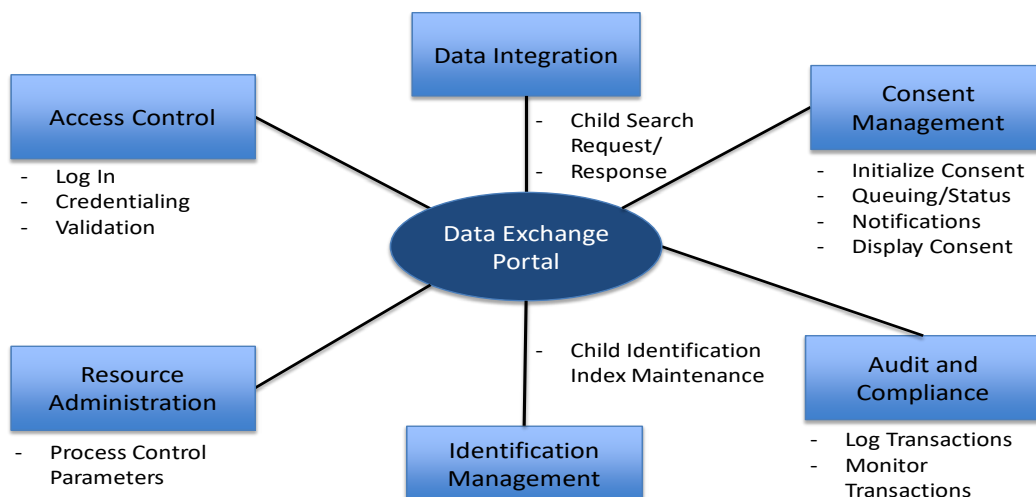 Data Integration
Access Control
Consent
Management
- Child Search
Request/
- Response
- Log In
- Credentialing
- Validation
- Initialize Consent
- Queuing/Status
- Notifications
- Display Consent
Data Exchange
Portal
Resource
Administration
- Child Identification
Index Maintenance
Audit and
Compliance
- Process Control
Parameters
Identification
Management
- Log Transactions
- Monitor
Transactions